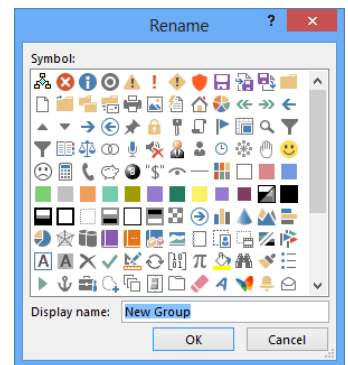 Rename
?
Symbol:
"$"
A A
A
Display name: New Group
OK Cancel